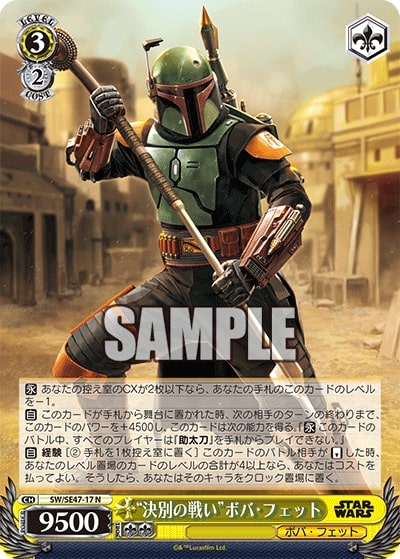 LEVEL
3
2
COST
SAMPLE
永 あなたの控え室のCXが2枚以下なら、あなたの手札のこのカードのレベル
を－1。
自 このカードが手札から舞台に置かれた時、次の相手のターンの終わりまで、
このカードのパワーを＋4500し、このカードは次の能力を得る。『永 このカードの
バトル中、すべてのプレイヤーは「助太刀」を手札からプレイできない。』
自 経験 ［② 手札を1枚控え室に置く］ このカードのバトル相手が 時、あ
なたのレベル置場のカードのレベルの合計が4以上なら、あなたはコストを払
ってよい。そうしたら、そのキャラをクロック置場に置く。
CH
SW/SE47-17 N
9500
“決別の戦い”ボバ・フェット
©&™Lucasfilm Ltd.
ボバ・フェット
STAR
WARS